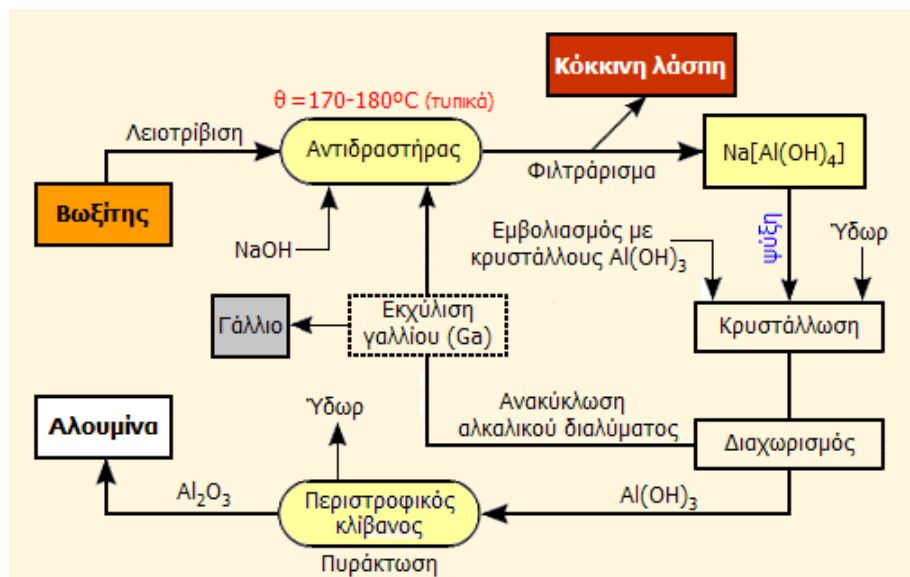 Κόκκινη λάσπη
θ = 170-180ºC (τυπικά)
Λειοτρίβιση
Αντιδραστήρας
Na[Al(OH)₄]
Φιλτράρισμα
Βωξίτης
NaOH
Εμβολιασμός με
κρυστάλλους Al(OH)₃
ψύξη
Ύδωρ
Γάλλιο
Εκχύλιση
γαλλίου (Ga)
Κρυστάλλωση
Ύδωρ
Ανακύκλωση
αλκαλικού διαλύματος
Αλουμίνα
Διαχωρισμός
Al₂O₃
Περιστροφικός
κλίβανος
Al(OH)₃
Πυράκτωση